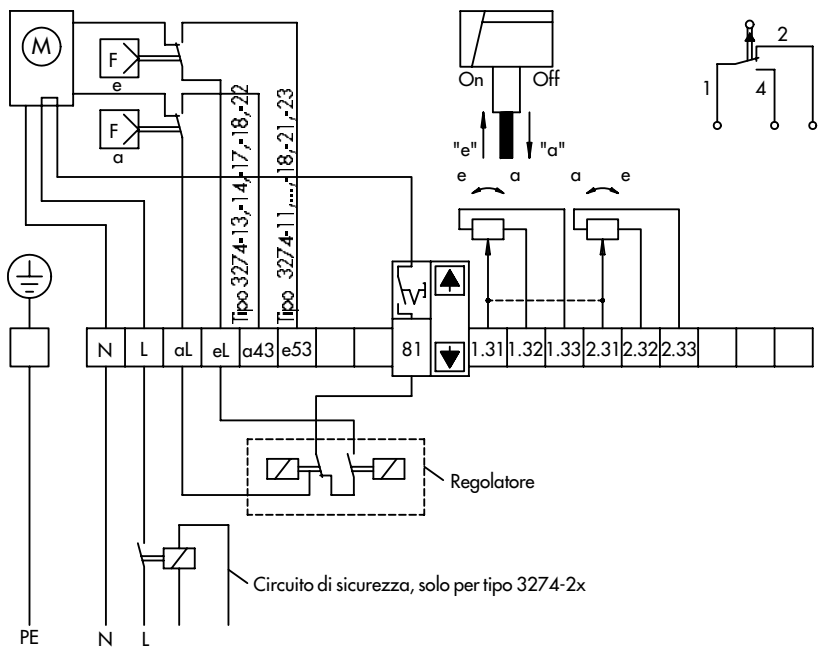 M
F
e
F
a
Tipo 3274-13,-14,-17,-18,-22
Tipo 3274-11,...,-18,-21,-23
On
Off
"e"
"a"
1
2
4
e
a
a
e
N
L
aL
eL
a43
e53
81
1.31
1.32
1.33
2.31
2.32
2.33
Regolatore
Circuito di sicurezza, solo per tipo 3274-2x
PE
N
L